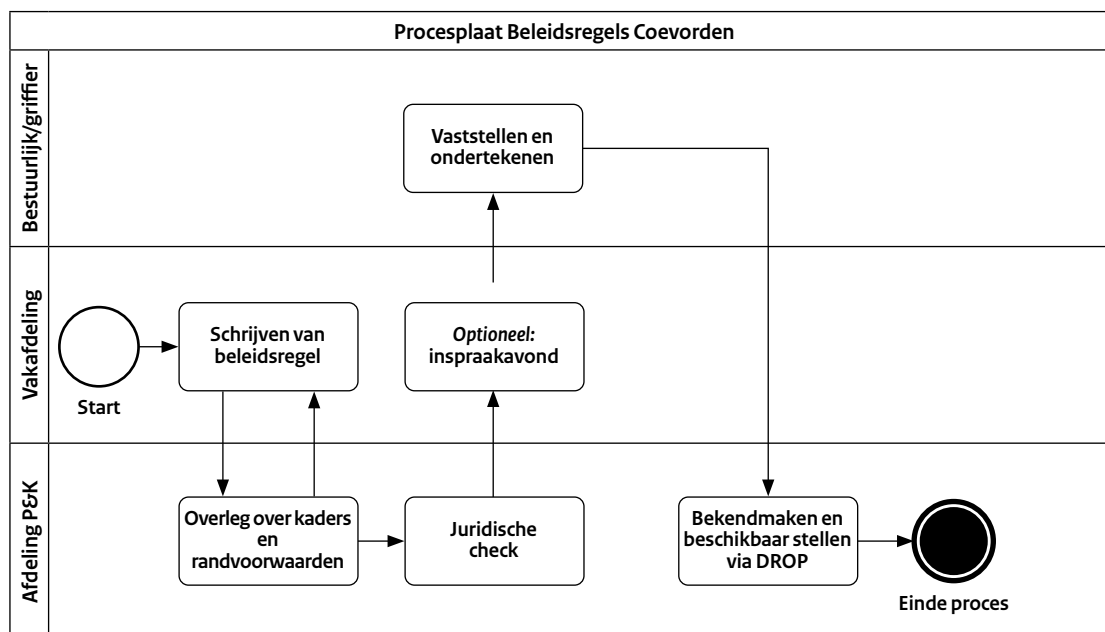 Procesplaat Beleidsregels Coevorden
Bestuurlijk/griffier
Vaststellen en
ondertekenen
Vakafdeling
Start
Schrijven van
beleidsregel
Optioneel:
inspraakavond
Afdeling P&K
Overleg over kaders
en
randvoorwaarden
Juridische
check
Bekendmaken en
beschikbaar stellen
via DROP
Einde proces